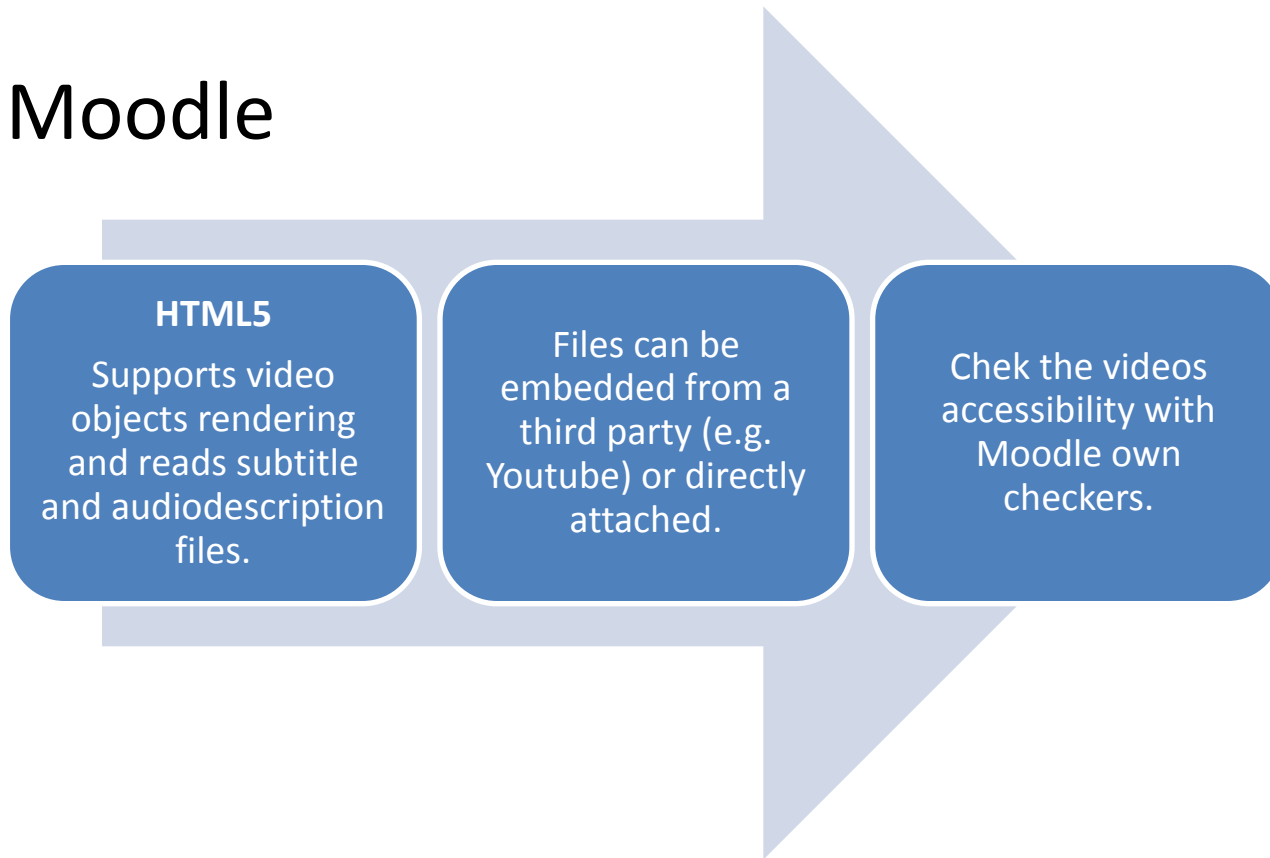 Moodle
HTML5
Supports video
objects rendering
and reads subtitle
and audiodescription
files.
Files can be
embedded from a
third party (e.g.
Youtube) or directly
attached.
Chek the videos
accessibility with
Moodle own
checkers.